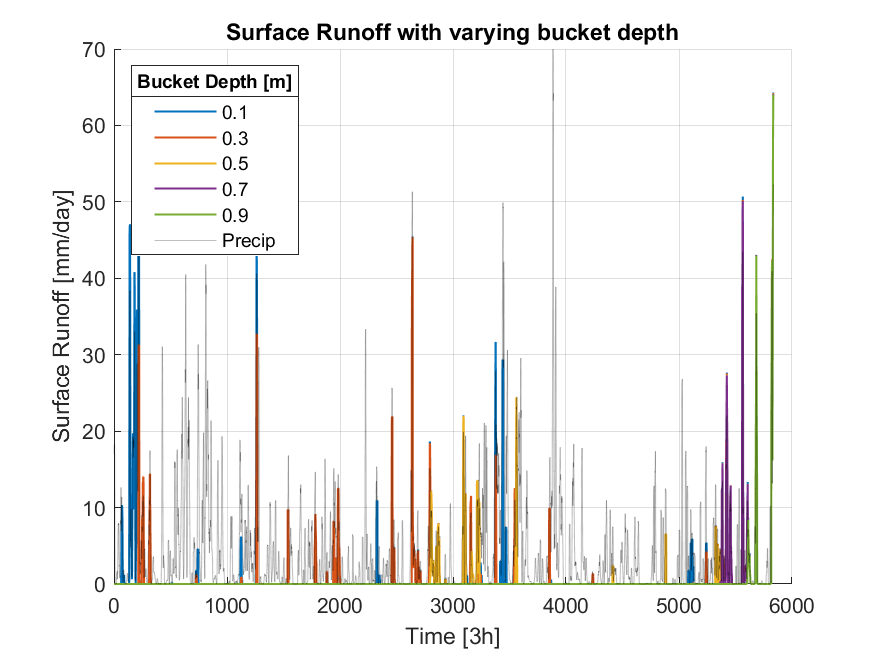 Surface Runoff with varying bucket depth
Surface Runoff [mm/day]
70
60
50
40
30
20
10
0
Bucket Depth [m]
0.1
0.3
0.5
0.7
0.9
Precip
0 1000 2000 3000 4000 5000 6000
Time [3h]